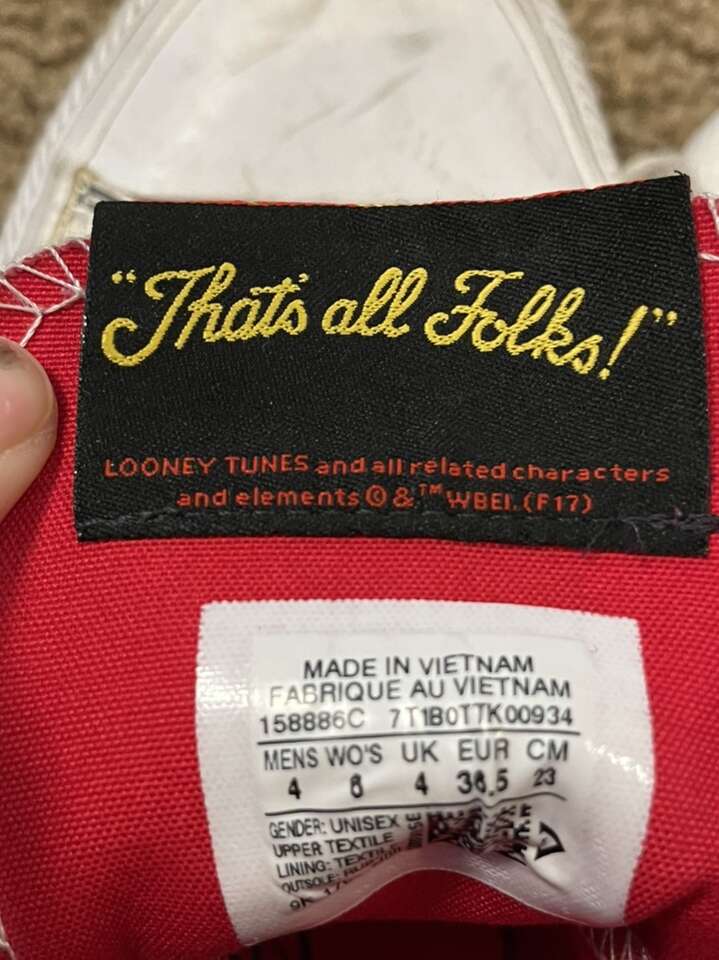 "That's all Folks!"
LOONEY TUNES and all related characters
and elements © & ™ WBEI. (F17)
MADE IN VIETNAM
FABRIQUE AU VIETNAM
158886C 7T1B0TTK00934
MENS WO'S UK EUR CM
4 6 4 36.5 23
GENDER: UNISEX
UPPER TEXTILE
LINING: TEXTILE
OUTSOLE: